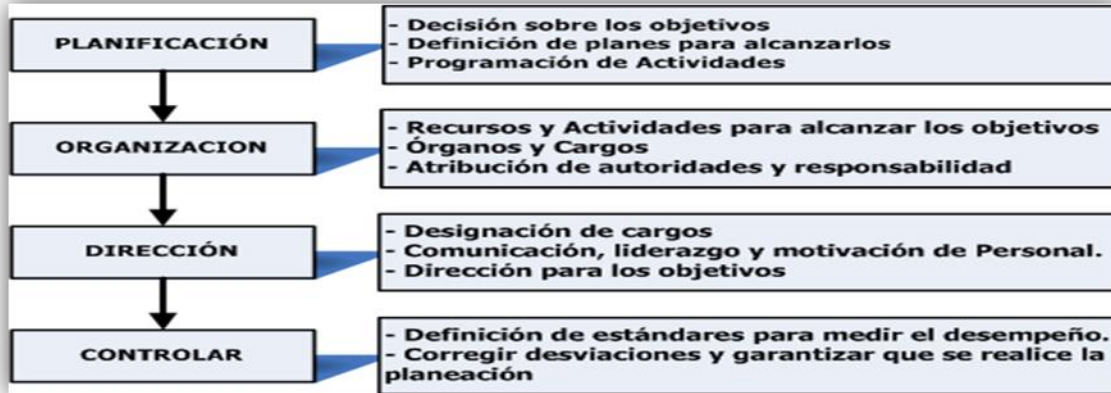 PLANIFICACIÓN
- Decisión sobre los objetivos
- Definición de planes para alcanzarlos
- Programación de Actividades
ORGANIZACION
- Recursos y Actividades para alcanzar los objetivos
- Órganos y Cargos
- Atribución de autoridades y responsabilidad
DIRECCIÓN
- Designación de cargos
- Comunicación, liderazgo y motivación de Personal.
- Dirección para los objetivos
CONTROLAR
- Definición de estándares para medir el desempeño.
- Corregir desviaciones y garantizar que se realice la
planeación